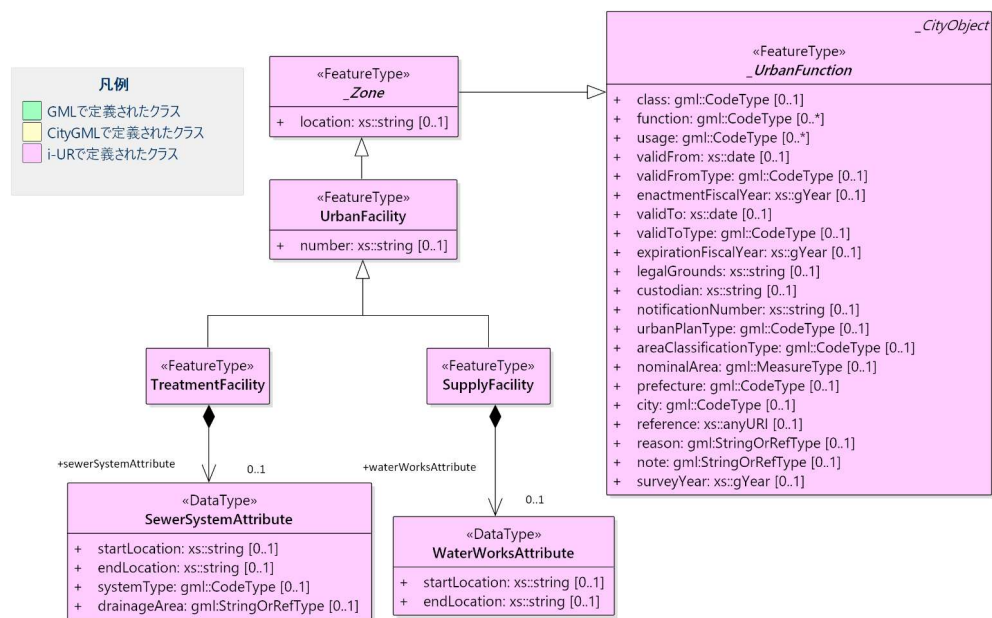 凡例
GMLで定義されたクラス
CityGMLで定義されたクラス
i-URで定義されたクラス
«FeatureType»
_Zone
+ location: xs::string [0..1]
«FeatureType»
UrbanFacility
+ number: xs::string [0..1]
_CityObject
«FeatureType»
_UrbanFunction
+ class: gml::CodeType [0..1]
+ function: gml::CodeType [0..*]
+ usage: gml::CodeType [0..*]
+ validFrom: xs::date [0..1]
+ validFromType: gml::CodeType [0..1]
+ enactmentFiscalYear: xs::gYear [0..1]
+ validTo: xs::date [0..1]
+ validToType: gml::CodeType [0..1]
+ expirationFiscalYear: xs::gYear [0..1]
+ legalGrounds: xs::string [0..1]
+ custodian: xs::string [0..1]
+ notificationNumber: xs::string [0..1]
+ urbanPlanType: gml::CodeType [0..1]
+ areaClassificationType: gml::CodeType [0..1]
+ nominalArea: gml::MeasureType [0..1]
+ prefecture: gml::CodeType [0..1]
+ city: gml::CodeType [0..1]
+ reference: xs::anyURI [0..1]
+ reason: gml:StringOrRefType [0..1]
+ note: gml:StringOrRefType [0..1]
+ surveyYear: xs::gYear [0..1]
«FeatureType»
TreatmentFacility
«FeatureType»
SupplyFacility
+sewerSystemAttribute
0..1
+waterWorksAttribute
0..1
«DataType»
SewerSystemAttribute
+ startLocation: xs::string [0..1]
+ endLocation: xs::string [0..1]
+ systemType: gml::CodeType [0..1]
+ drainageArea: gml:StringOrRefType [0..1]
«DataType»
WaterWorksAttribute
+ startLocation: xs::string [0..1]
+ endLocation: xs::string [0..1]